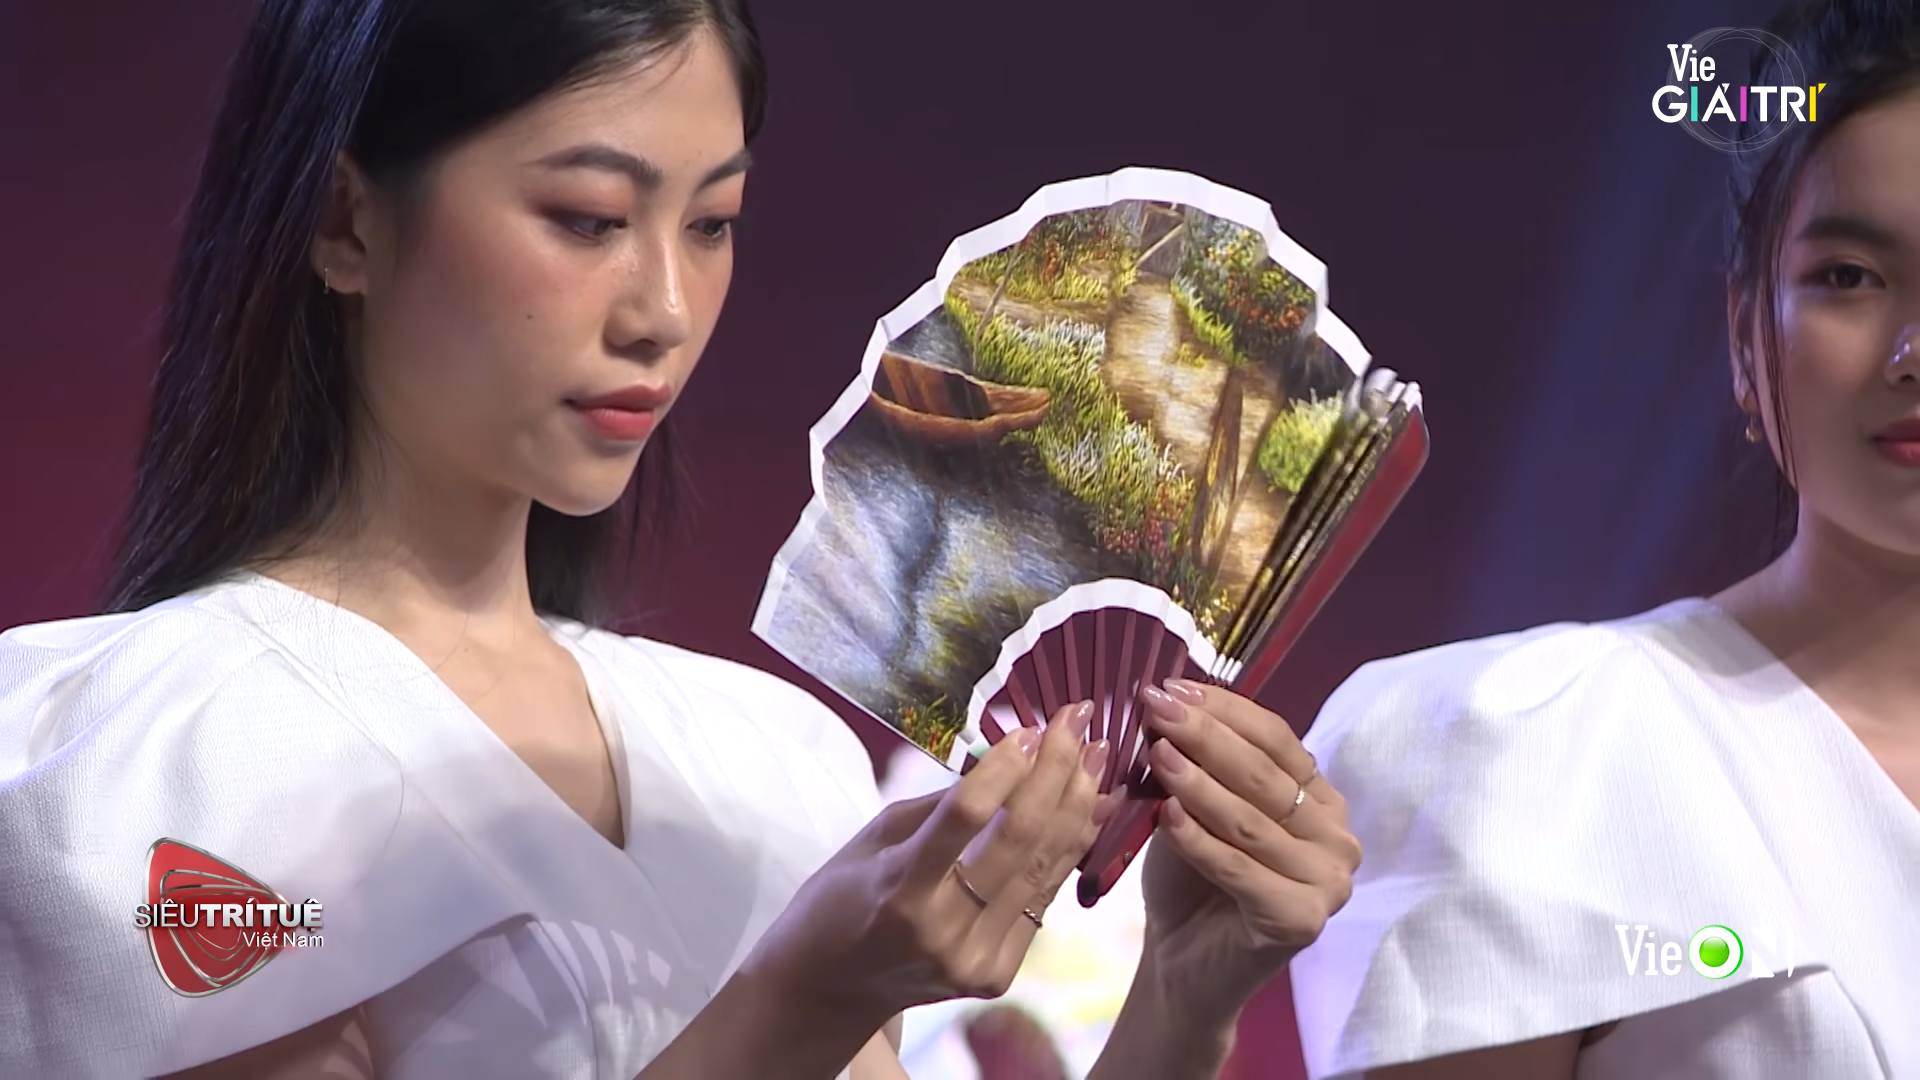 Vie
GIẢI TRÍ
SIÊU TRÍ TUỆ
Việt Nam
Vie